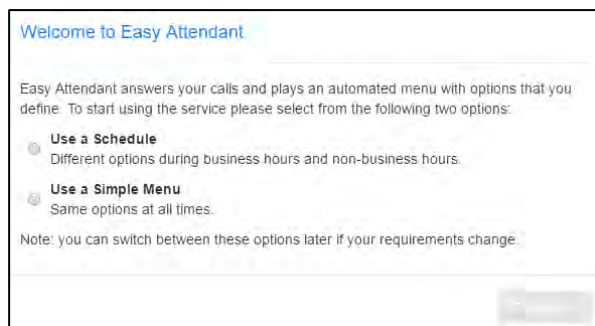 Welcome to Easy Attendant
Easy Attendant answers your calls and plays an automated menu with options that you
define. To start using the service please select from the following two options:
Use a Schedule
Different options during business hours and non-business hours.
Use a Simple Menu
Same options at all times.
Note: you can switch between these options later if your requirements change.